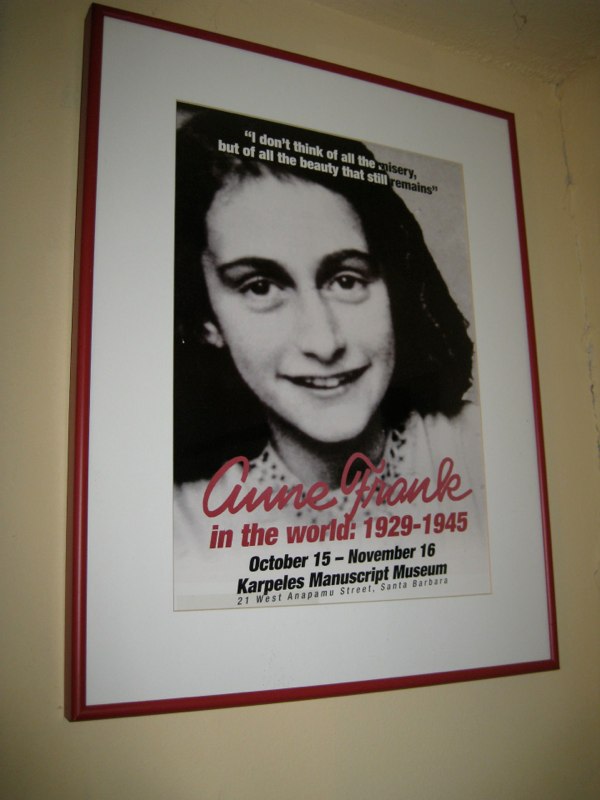 "I don't think of all the misery,
but of all the beauty that still remains"
Anne Frank
in the world: 1929-1945
October 15 – November 16
Karpeles Manuscript Museum
21 West Anapamu Street, Santa Barbara